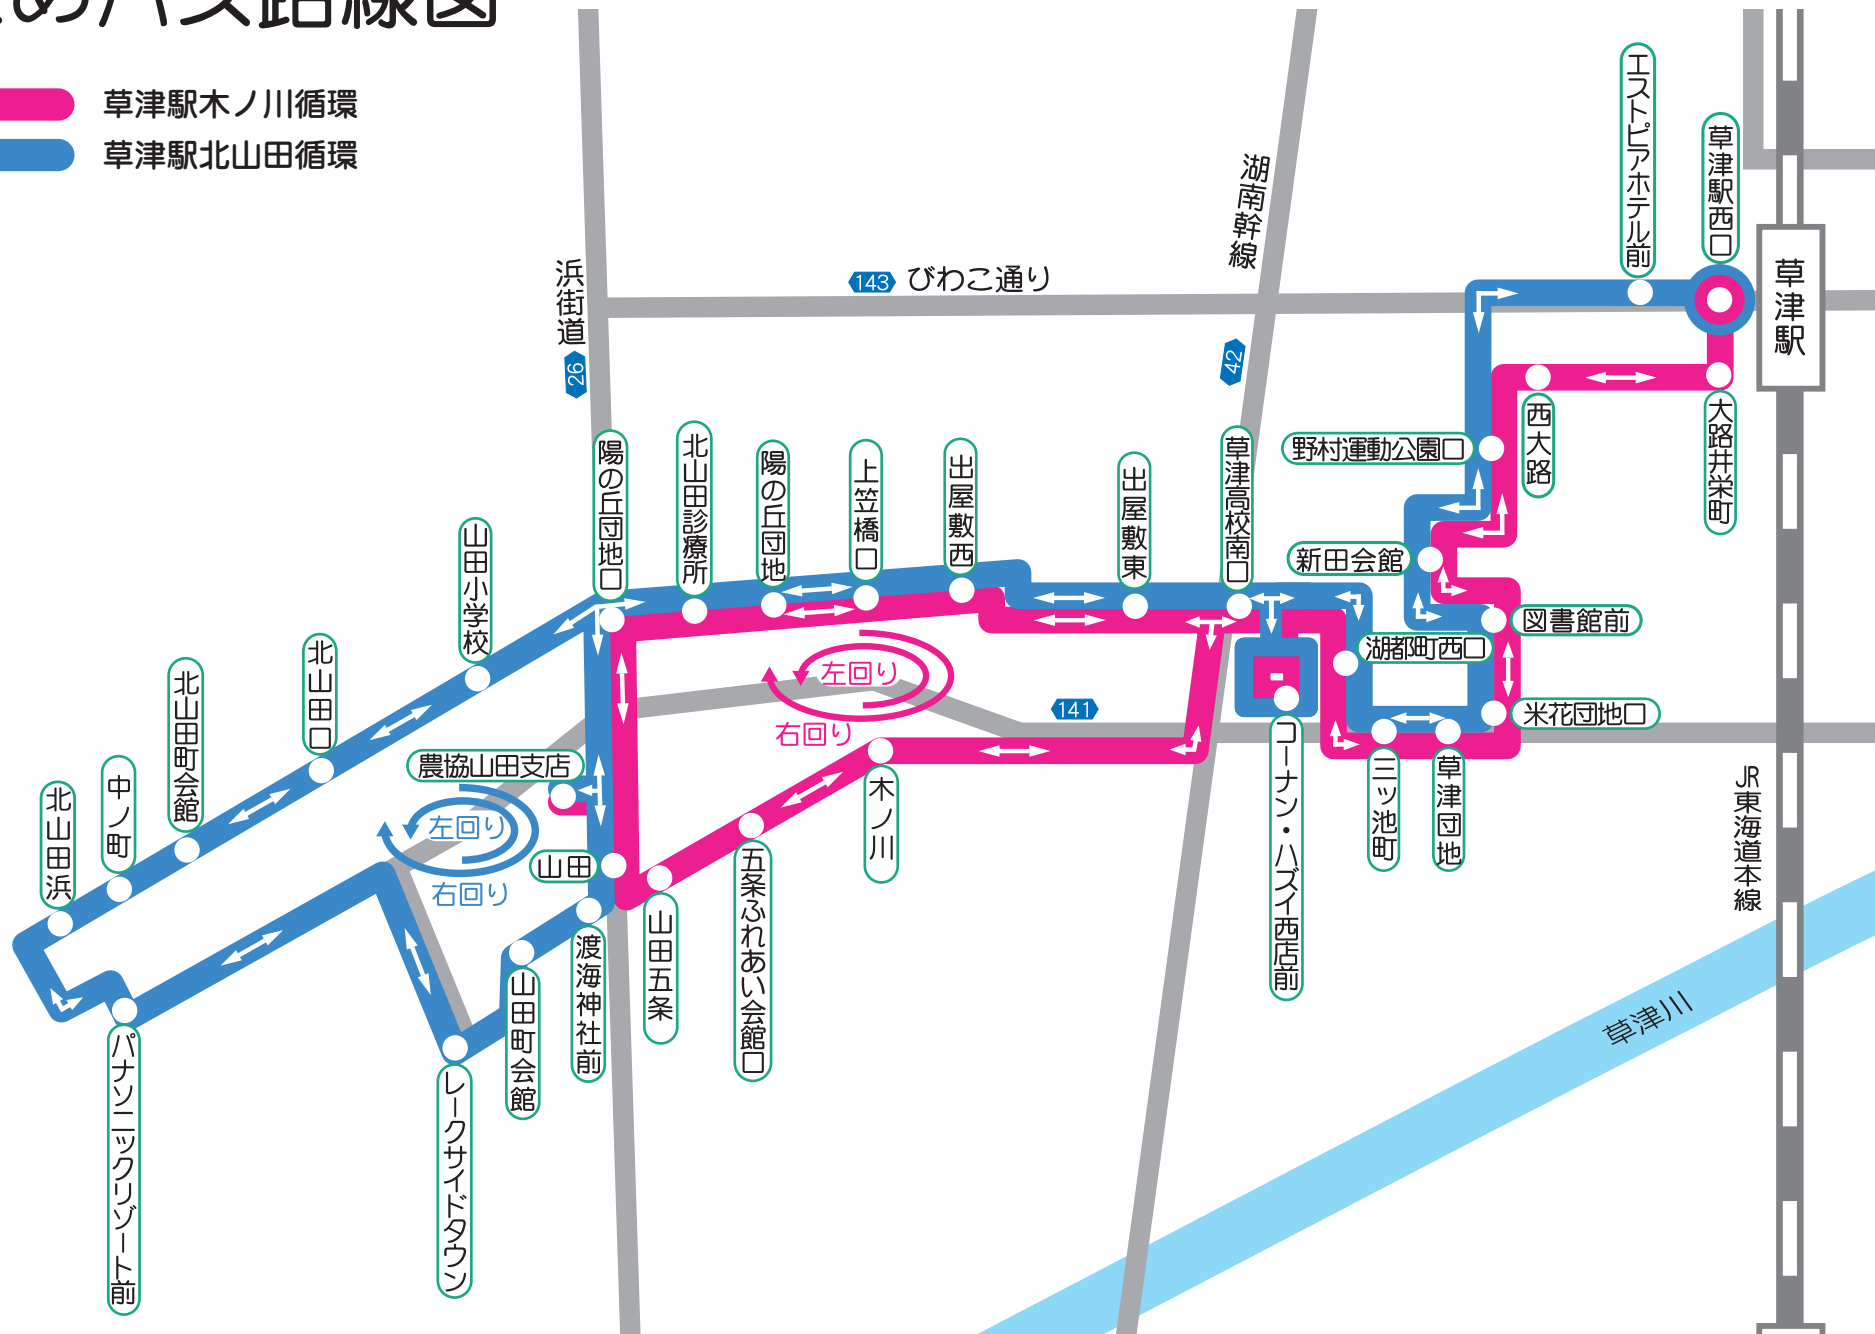 めバス路線図
草津駅木ノ川循環
草津駅北山田循環
エストピアホテル前
草津駅西口
草津駅
湖南幹線
浜街道
143 びわこ通り
26
42
西大路
大路井栄町
野村運動公園口
新田会館
図書館前
湖都町西口
米花団地口
草津高校南口
出屋敷東
出屋敷西
上笠橋口
陽の丘団地
北山田診療所
陽の丘団地口
山田小学校
北山田口
北山田町会館
中ノ町
北山田浜
左回り
右回り
141
農協山田支店
左回り
右回り
山田
木ノ川
五条ふれあい会館口
山田五条
渡海神社前
山田町会館
レークサイドタウン
パナソニックリゾート前
コーナン・ハズイ西店前
三ッ池町
草津団地
JR東海道本線
草津川